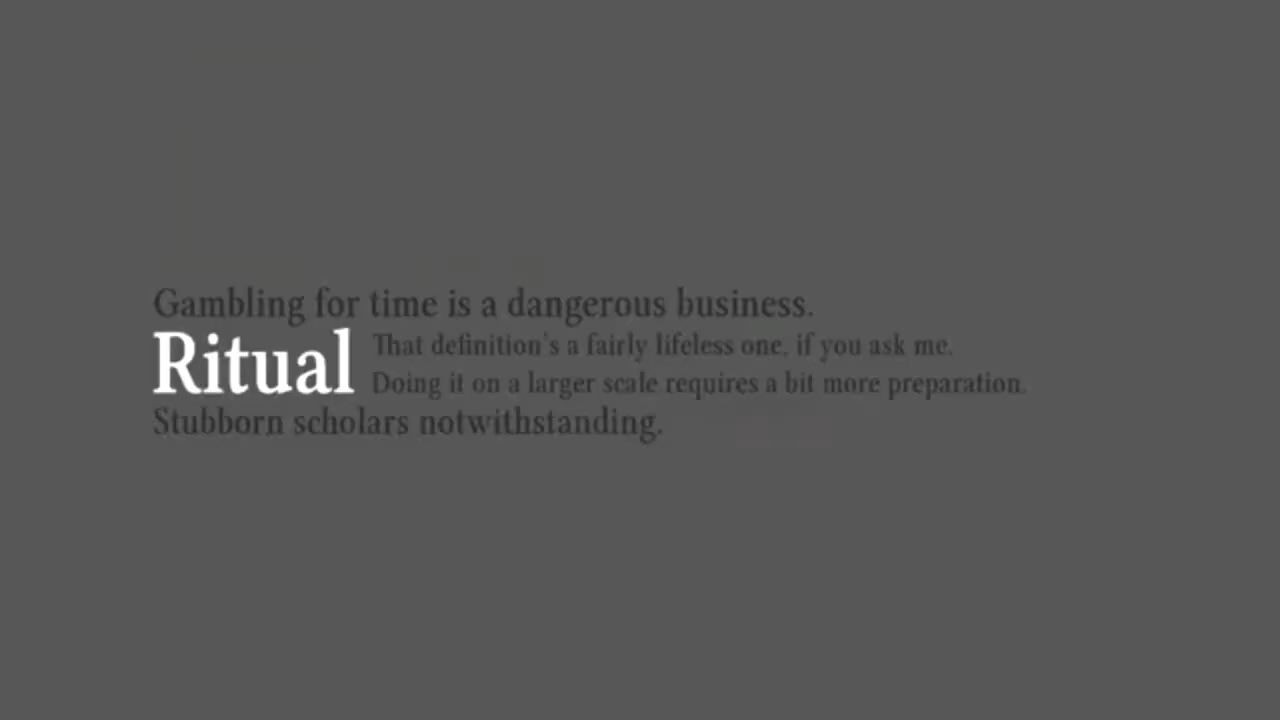 Gambling for time is a dangerous business.
Ritual
That definition's a fairly lifeless one, if you ask me.
Doing it on a larger scale requires a bit more preparation.
Stubborn scholars notwithstanding.